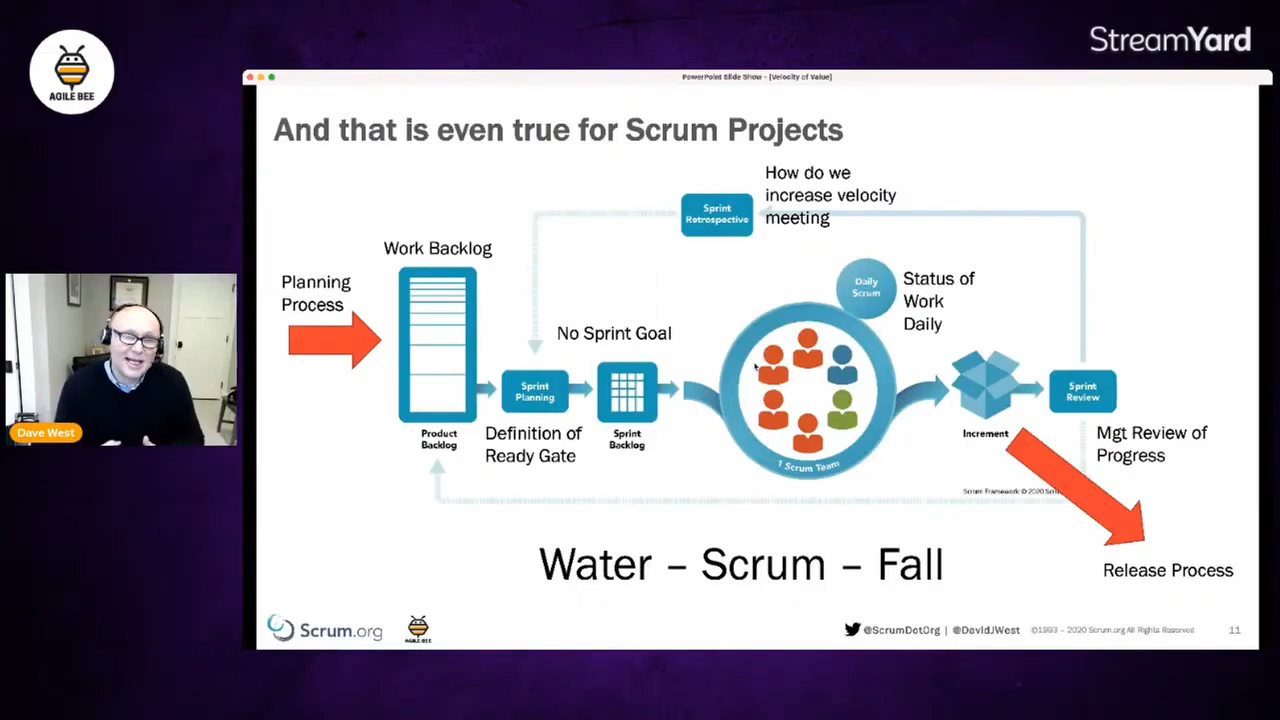 StreamYard
AGILE BEE
PowerPoint Slide Show - [Velocity of Value]
And that is even true for Scrum Projects
How do we
increase velocity
meeting
Sprint
Retrospective
Work Backlog
Planning
Process
Daily
Scrum
Status of
Work
Daily
No Sprint Goal
Sprint
Planning
Sprint
Review
Product
Backlog
Definition of
Ready Gate
Sprint
Backlog
1 Scrum Team
Increment
Mgt Review of
Progress
Scrum Framework © 2020
Dave West
Water – Scrum – Fall
Release Process
Scrum.org
AGILE BEE
@ScrumDotOrg | @DavidJWest
©1993 – 2020 Scrum.org All Rights Reserved
11